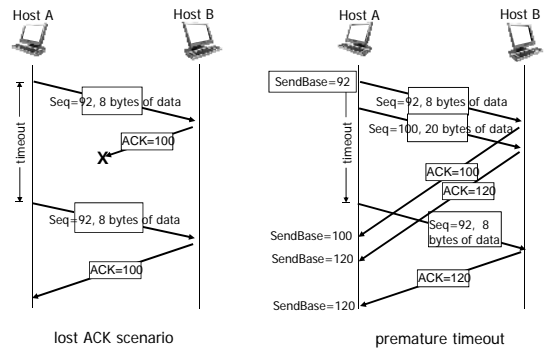 Host A
Host B
Seq=92, 8 bytes of data
ACK=100
X
timeout
Seq=92, 8 bytes of data
ACK=100
lost ACK scenario
Host A
Host B
SendBase=92
Seq=92, 8 bytes of data
Seq=100, 20 bytes of data
timeout
ACK=100
ACK=120
Seq=92, 8
bytes of data
SendBase=100
SendBase=120
ACK=120
SendBase=120
premature timeout